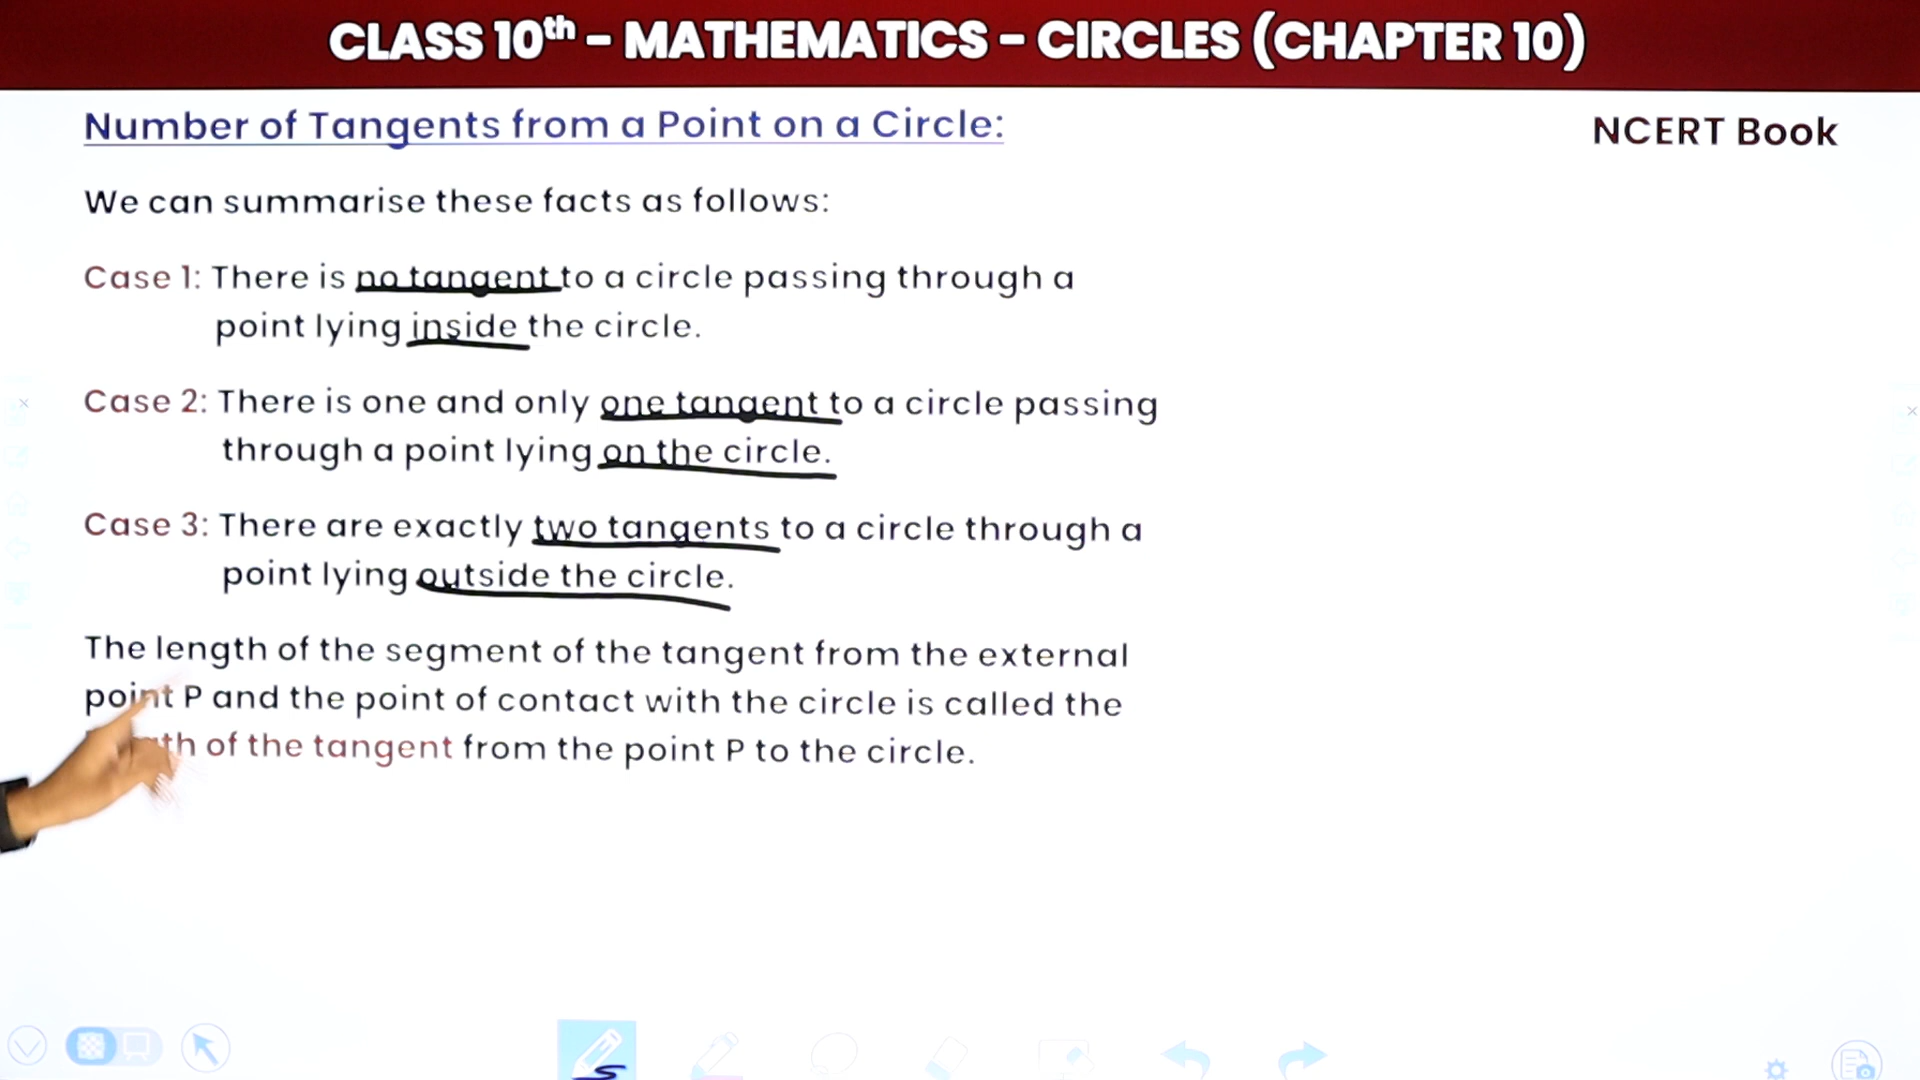 CLASS 10th - MATHEMATICS - CIRCLES (CHAPTER 10)
Number of Tangents from a Point on a Circle:
NCERT Book
We can summarise these facts as follows:
Case 1: There is no tangent to a circle passing through a
point lying inside the circle.
Case 2: There is one and only one tangent to a circle passing
through a point lying on the circle.
Case 3: There are exactly two tangents to a circle through a
point lying outside the circle.
The length of the segment of the tangent from the external
point P and the point of contact with the circle is called the
of the tangent from the point P to the circle.